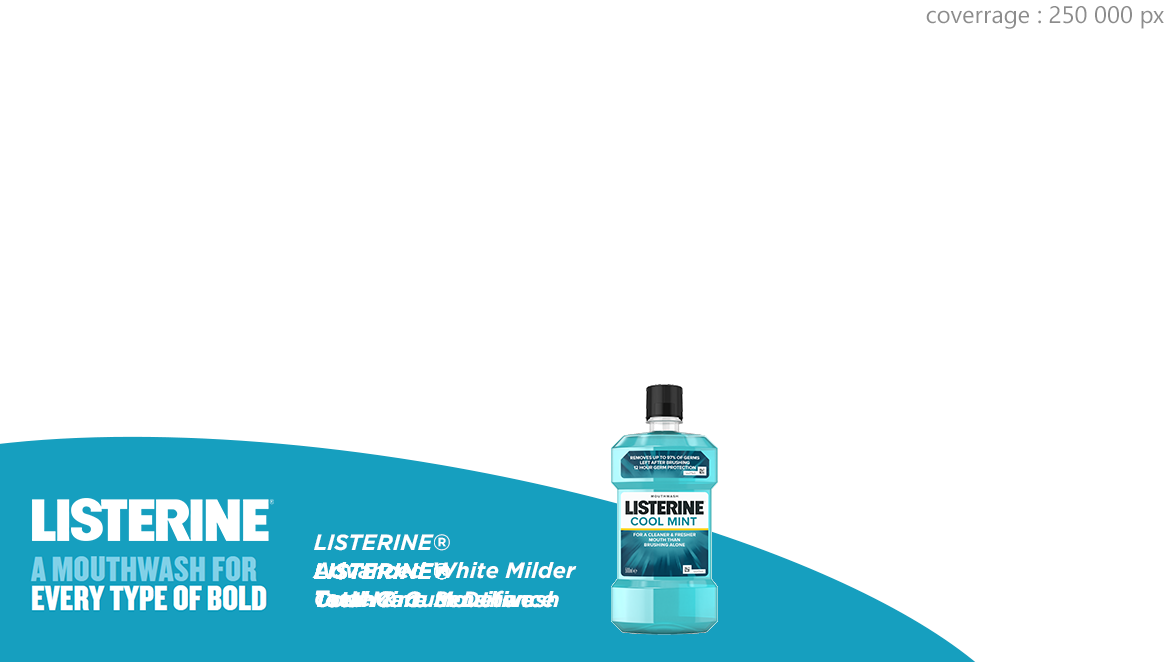 coverrage : 250 000 px
REMOVES UP TO 97% OF GERMS
LEFT AFTER BRUSHING
12 HOUR GERM PROTECTION
MOUTHWASH
LISTERINE
COOL MINT
FOR A CLEANER & FRESHER
MOUTH THAN
BRUSHING ALONE
LISTERINE®
A MOUTHWASH FOR
EVERY TYPE OF BOLD
LISTERINE®
White Milder